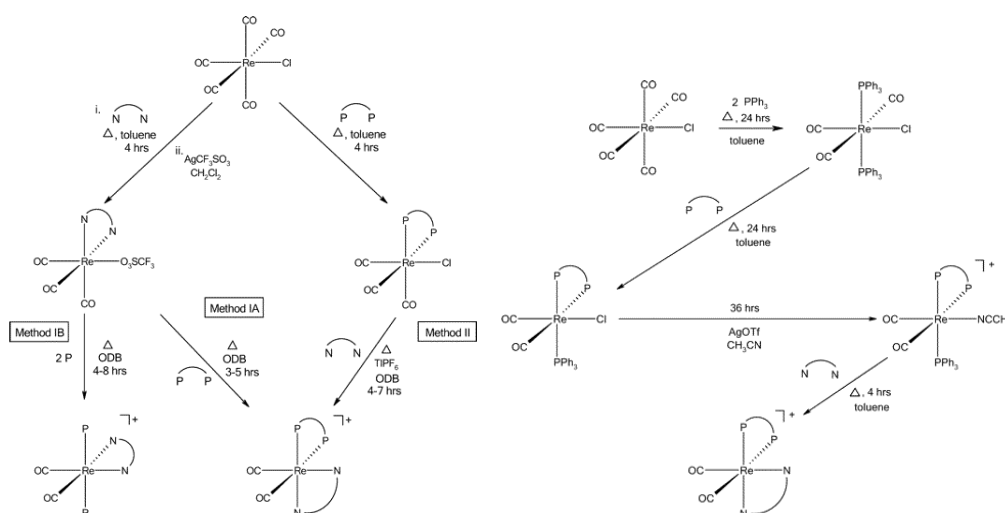 CO
CO
OC
Re
Cl
OC
CO
i.
N N
△, toluene
4 hrs
ii.
AgCF₃SO₃
CH₂Cl₂
P P
△, toluene
4 hrs
N
N
OC
Re
O₃SCF₃
OC
CO
P
P
OC
Re
Cl
OC
CO
Method IB
Method IA
Method II
2 P
△
ODB
4-8 hrs
△
ODB
3-5 hrs
P P
N N
△
TlPF₆
ODB
4-7 hrs
+
P
N
OC
Re
N
OC
P
+
P
P
OC
Re
N
OC
N
CO
CO
OC
Re
Cl
OC
CO
2 PPh₃
△, 24 hrs
toluene
PPh₃
CO
OC
Re
Cl
OC
PPh₃
P P
△, 24 hrs
toluene
P
P
OC
Re
Cl
OC
PPh₃
36 hrs
AgOTf
CH₃CN
+
P
P
OC
Re
NCCH
OC
PPh₃
N N
△, 4 hrs
toluene
+
P
P
OC
Re
N
OC
N